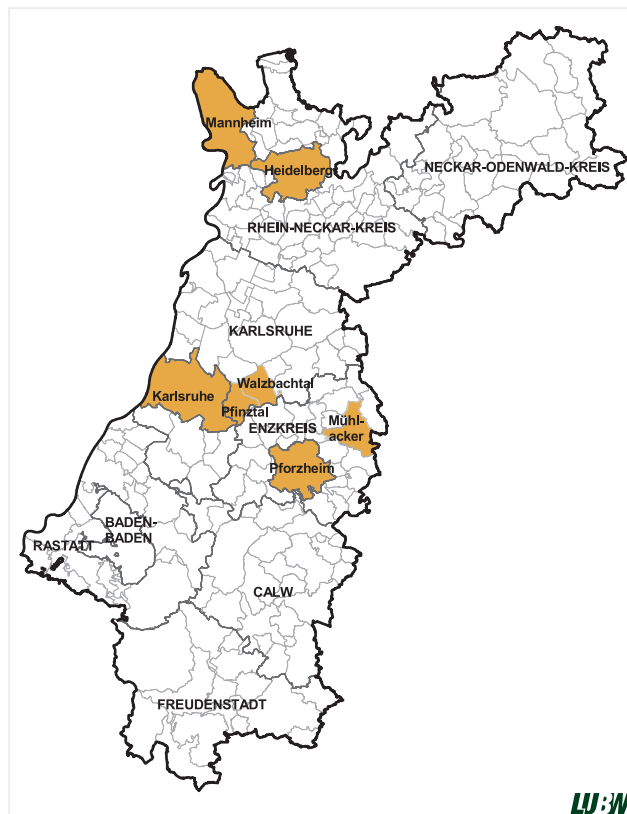 Mannheim
Heidelberg
NECKAR-ODENWALD-KREIS
RHEIN-NECKAR-KREIS
KARLSRUHE
Walzbachtal
Karlsruhe
Pfinztal
Mühl-
acker
ENZKREIS
Pforzheim
BADEN-
BADEN
RASTATT
CALW
FREUDENSTADT